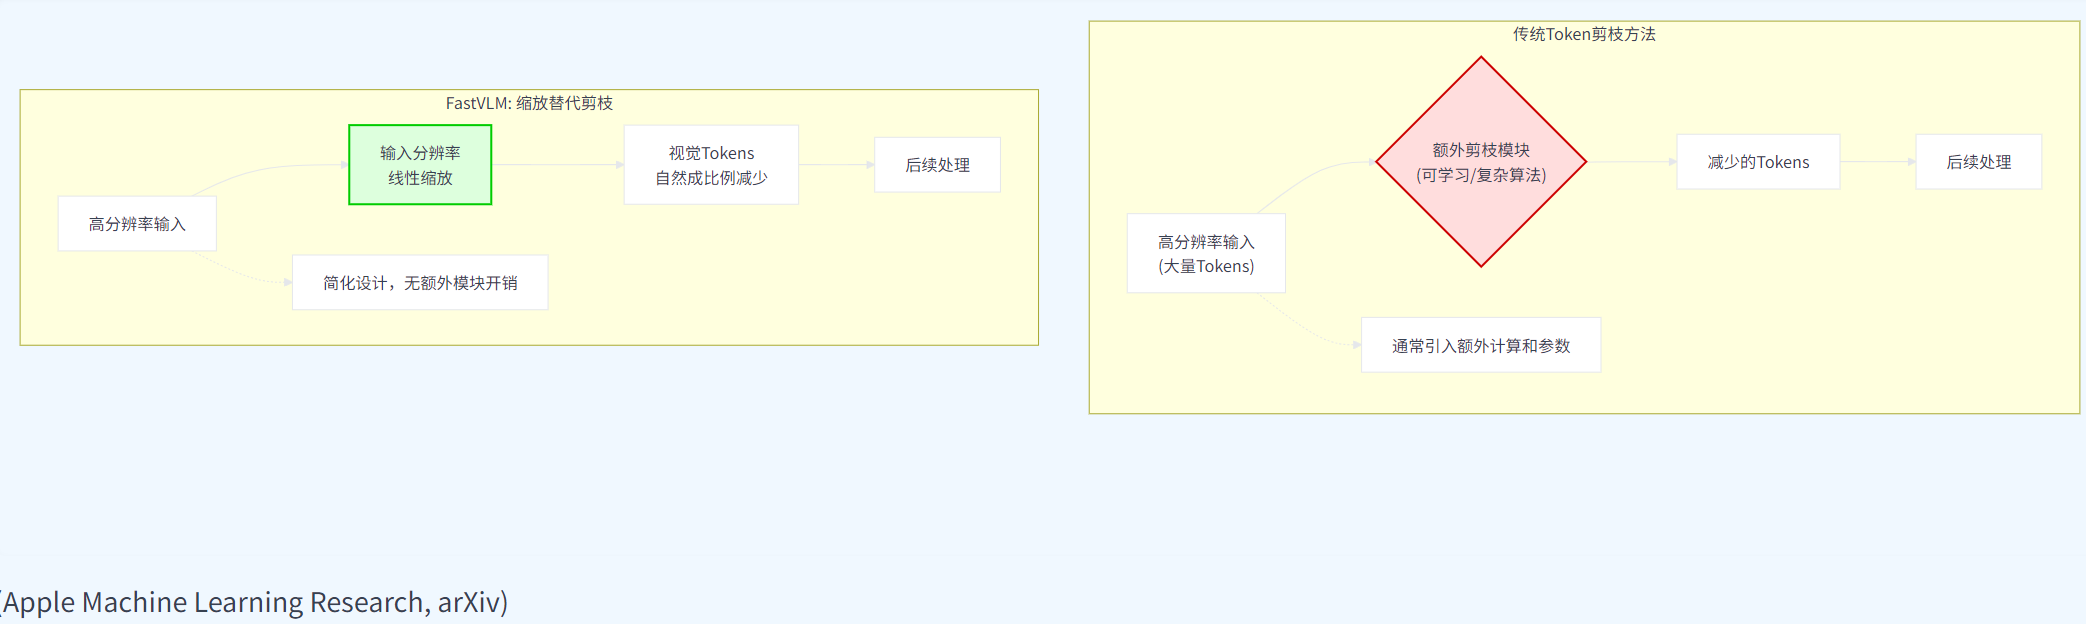 FastVLM: 缩放替代剪枝
输入分辨率
线性缩放
视觉Tokens
自然成比例减少
后续处理
高分辨率输入
简化设计，无额外模块开销
传统Token剪枝方法
额外剪枝模块
(可学习/复杂算法)
减少的Tokens
后续处理
高分辨率输入
(大量Tokens)
通常引入额外计算和参数
(Apple Machine Learning Research, arXiv)